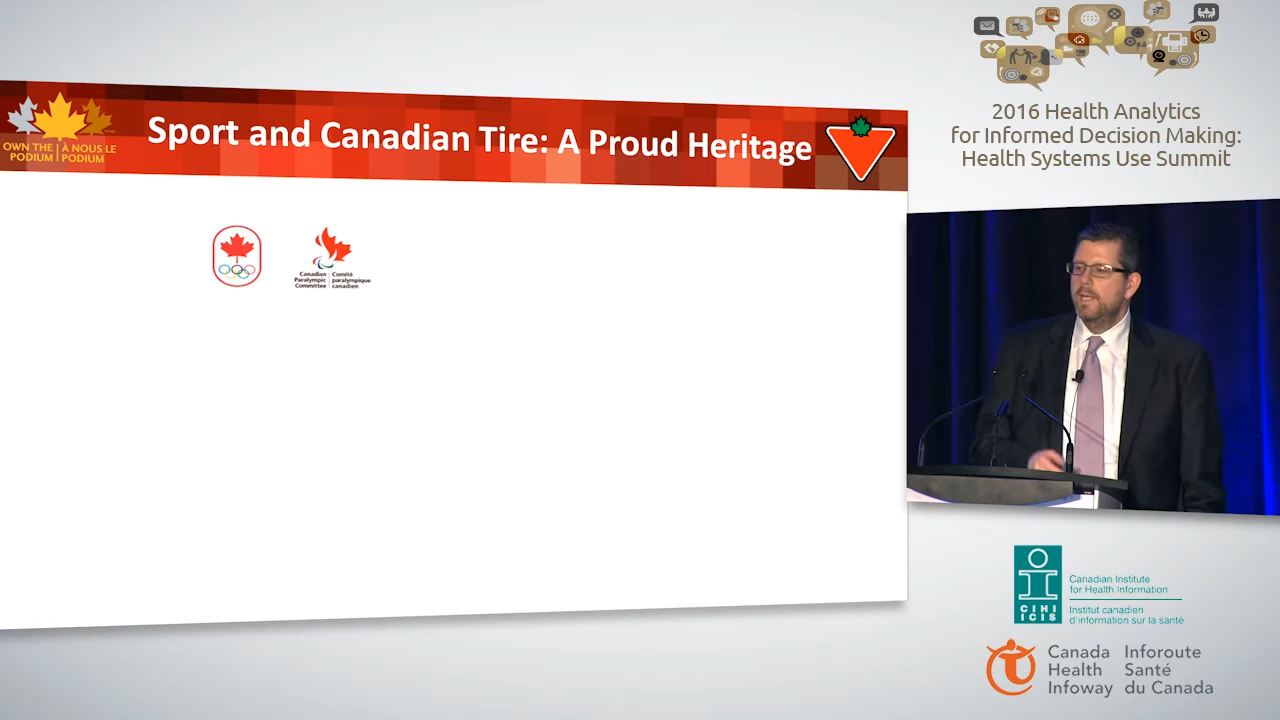 2016 Health Analytics
for Informed Decision Making:
Health Systems Use Summit
OWN THE | À NOUS LE
PODIUM | PODIUM
Sport and Canadian Tire: A Proud Heritage
Canadian | Comité
Paralympic | paralympique
Committee | canadien
CIHI
ICIS
Canadian Institute
for Health Information
Institut canadien
d'information sur la santé
Canada Inforoute
Health Santé
Infoway du Canada